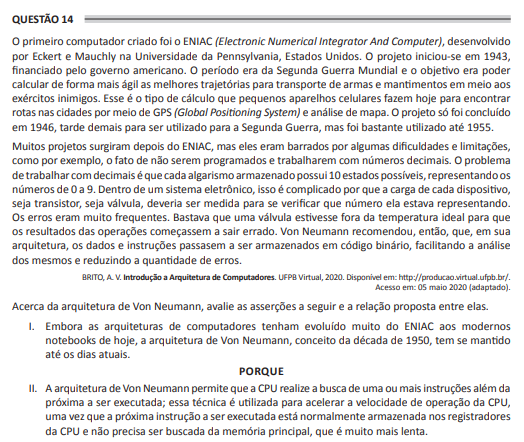 QUESTÃO 14
O primeiro computador criado foi o ENIAC (Electronic Numerical Integrator And Computer), desenvolvido
por Eckert e Mauchly na Universidade da Pennsylvania, Estados Unidos. O projeto iniciou-se em 1943,
financiado pelo governo americano. O período era da Segunda Guerra Mundial e o objetivo era poder
calcular de forma mais ágil as melhores trajetórias para transporte de armas e mantimentos em meio aos
exércitos inimigos. Esse é o tipo de cálculo que pequenos aparelhos celulares fazem hoje para encontrar
rotas nas cidades por meio de GPS (Global Positioning System) e análise de mapa. O projeto só foi concluído
em 1946, tarde demais para ser utilizado para a Segunda Guerra, mas foi bastante utilizado até 1955.
Muitos projetos surgiram depois do ENIAC, mas eles eram barrados por algumas dificuldades e limitações,
como por exemplo, o fato de não serem programados e trabalharem com números decimais. O problema
de trabalhar com decimais é que cada algarismo armazenado possui 10 estados possíveis, representando os
números de 0 a 9. Dentro de um sistema eletrônico, isso é complicado por que a carga de cada dispositivo,
seja transistor, seja válvula, deveria ser medida para se verificar que número ela estava representando.
Os erros eram muito frequentes. Bastava que uma válvula estivesse fora da temperatura ideal para que
os resultados das operações começassem a sair errado. Von Neumann recomendou, então, que, em sua
arquitetura, os dados e instruções passassem a ser armazenados em código binário, facilitando a análise
dos mesmos e reduzindo a quantidade de erros.
BRITO, A. V. Introdução a Arquitetura de Computadores. UFPB Virtual, 2020. Disponível em: http://producao.virtual.ufpb.br/.
Acesso em: 05 maio 2020 (adaptado).
Acerca da arquitetura de Von Neumann, avalie as asserções a seguir e a relação proposta entre elas.
I. Embora as arquiteturas de computadores tenham evoluído muito do ENIAC aos modernos
notebooks de hoje, a arquitetura de Von Neumann, conceito da década de 1950, tem se mantido
até os dias atuais.
PORQUE
II. A arquitetura de Von Neumann permite que a CPU realize a busca de uma ou mais instruções além da
próxima a ser executada; essa técnica é utilizada para acelerar a velocidade de operação da CPU,
uma vez que a próxima instrução a ser executada está normalmente armazenada nos registradores
da CPU e não precisa ser buscada da memória principal, que é muito mais lenta.